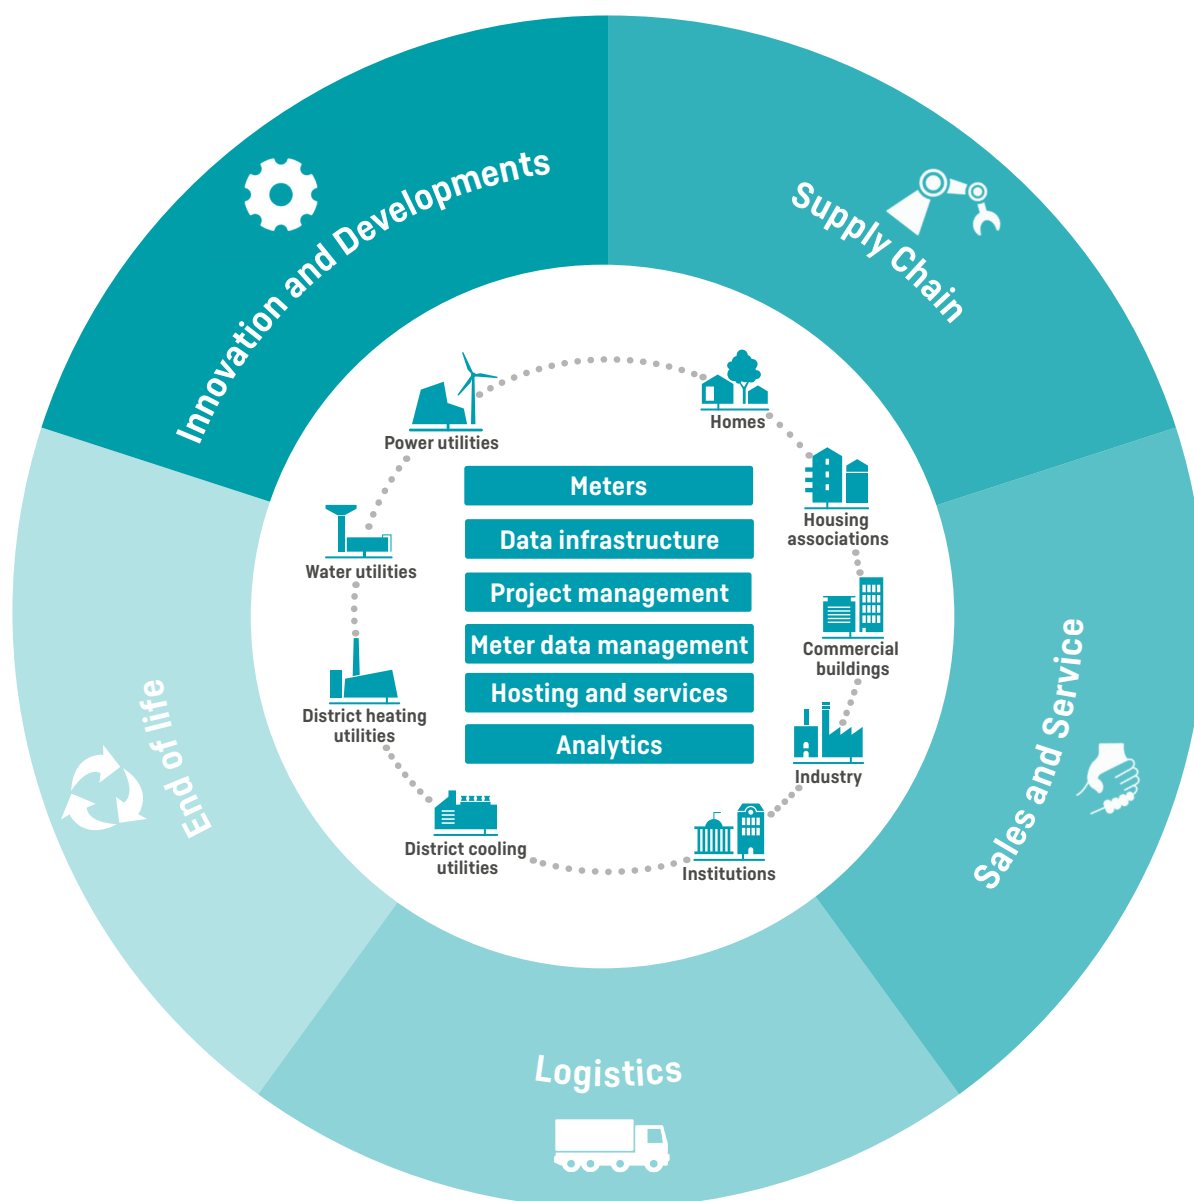 Innovation and Developments
Supply Chain
Sales and Service
Logistics
End of life
Power utilities
Water utilities
District heating
utilities
District cooling
utilities
Homes
Housing
associations
Commercial
buildings
Industry
Institutions
Meters
Data infrastructure
Project management
Meter data management
Hosting and services
Analytics